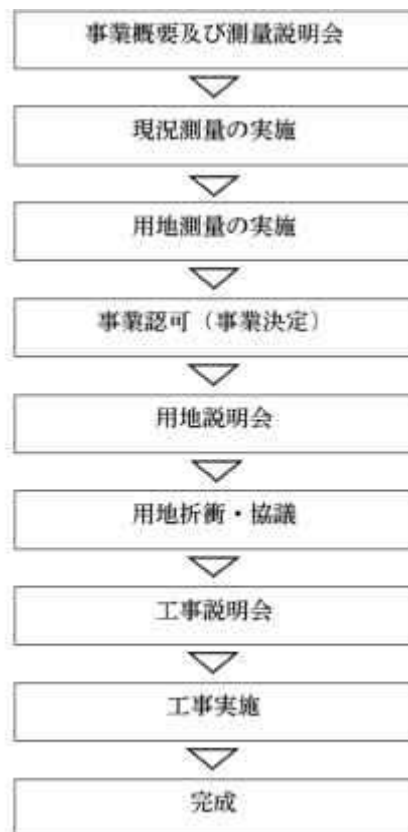 事業概要及び測量説明会
現況測量の実施
用地測量の実施
事業認可（事業決定）
用地説明会
用地折衝・協議
工事説明会
工事実施
完成